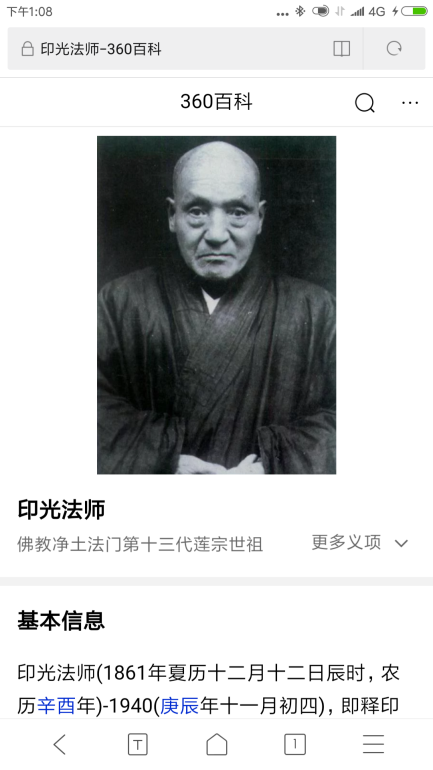 下午1:08
4G
印光法师-360百科
360百科
印光法师
佛教净土法门第十三代莲宗世祖
更多义项
基本信息
印光法师(1861年夏历十二月十二日辰时，农
历辛酉年)-1940(庚辰年十一月初四)，即释印
T
1